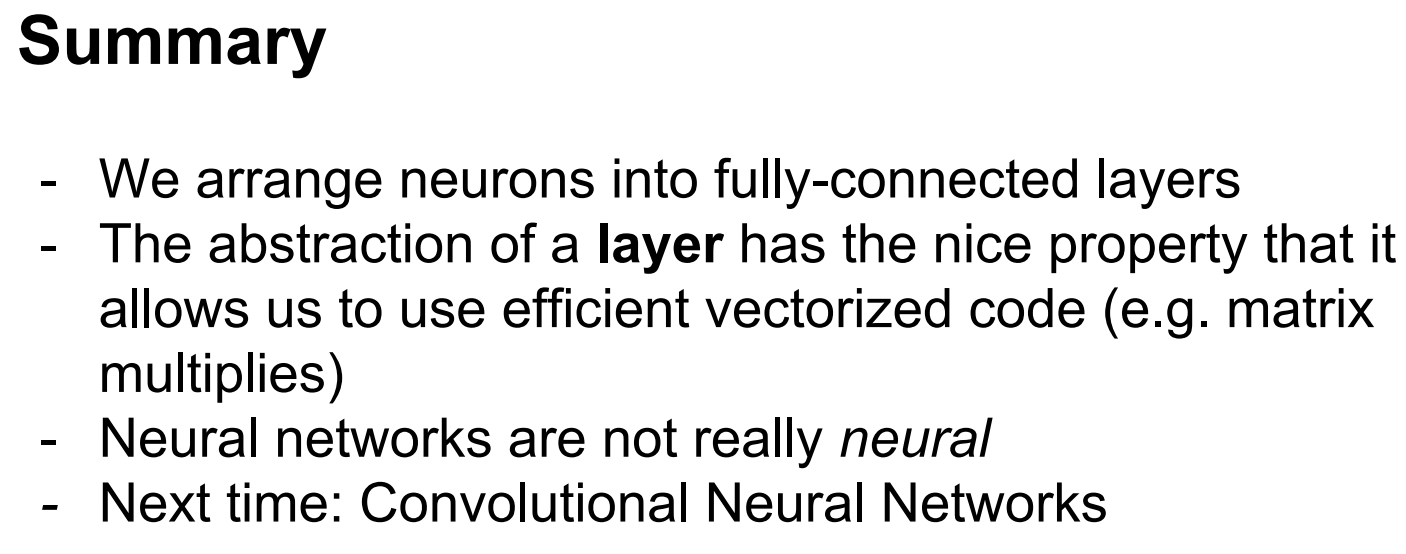 Summary
- We arrange neurons into fully-connected layers
- The abstraction of a layer has the nice property that it
allows us to use efficient vectorized code (e.g. matrix
multiplies)
- Neural networks are not really neural
- Next time: Convolutional Neural Networks